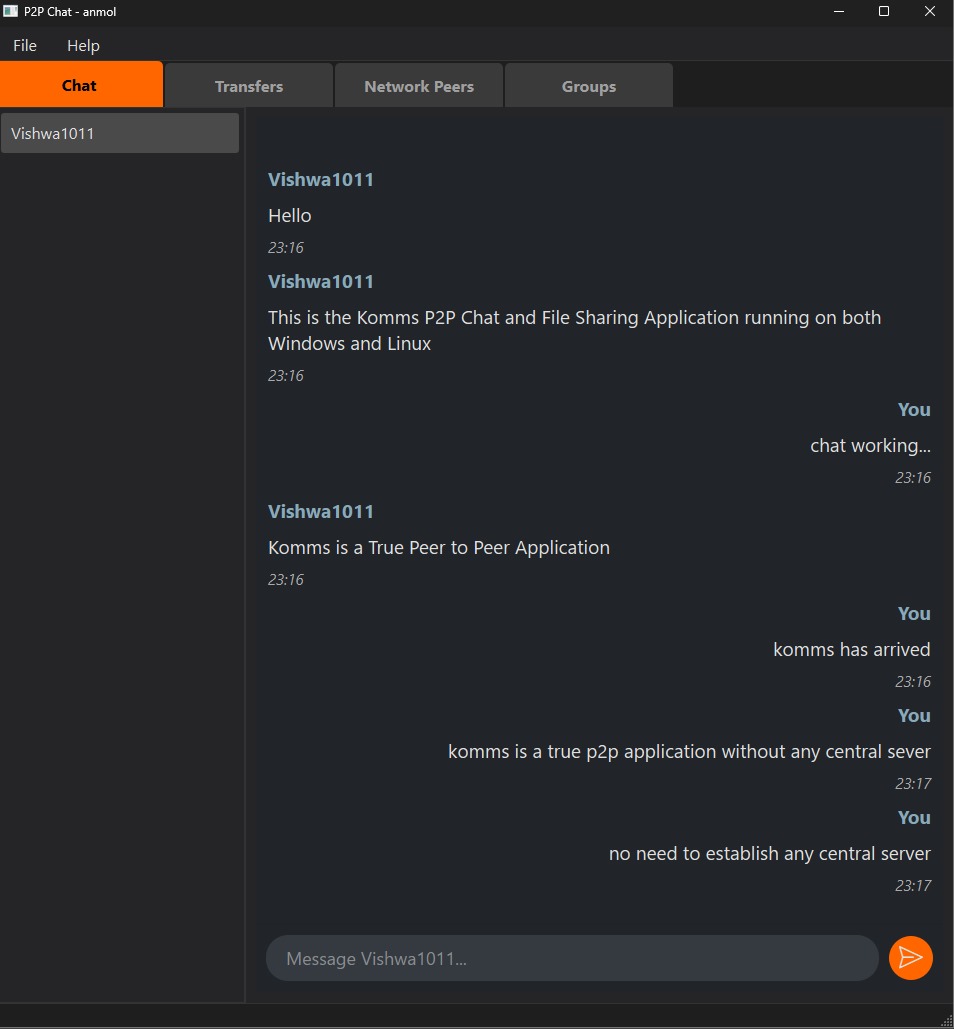 P2P Chat - anmol
File Help
Chat Transfers Network Peers Groups
Vishwa1011
Vishwa1011
Hello
23:16
Vishwa1011
This is the Komms P2P Chat and File Sharing Application running on both
Windows and Linux
23:16
You
chat working...
23:16
Vishwa1011
Komms is a True Peer to Peer Application
23:16
You
komms has arrived
23:16
You
komms is a true p2p application without any central sever
23:17
You
no need to establish any central server
23:17
Message Vishwa1011...